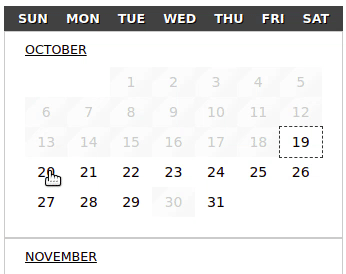 SUN MON TUE WED THU FRI SAT
OCTOBER
1 2 3 4 5
6 7 8 9 10 11 12
13 14 15 16 17 18 19
20 21 22 23 24 25 26
27 28 29 30 31
NOVEMBER